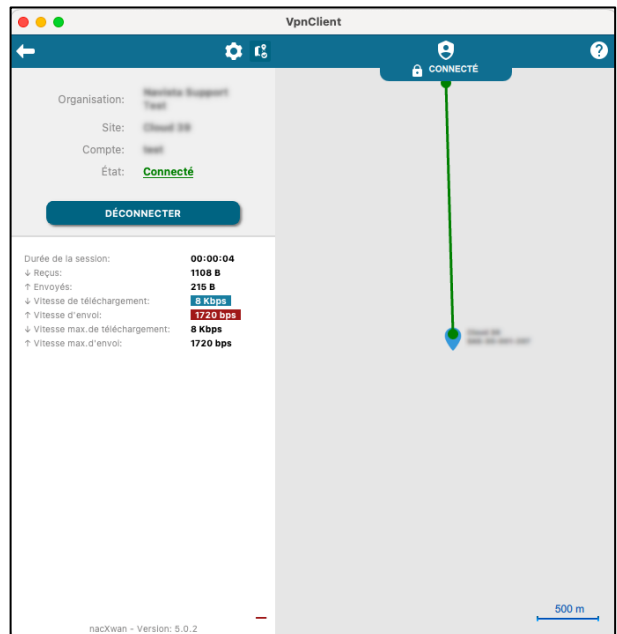 VpnClient
CONNECTÉ
Organisation:
Site:
Compte:
État: Connecté
DÉCONNECTER
Durée de la session: 00:00:04
↓ Reçus: 1108 B
↑ Envoyés: 215 B
↓ Vitesse de téléchargement: 8 Kbps
↑ Vitesse d'envoi: 1720 bps
↓ Vitesse max.de téléchargement: 8 Kbps
↑ Vitesse max.d'envoi: 1720 bps
500 m
nacXwan - Version: 5.0.2